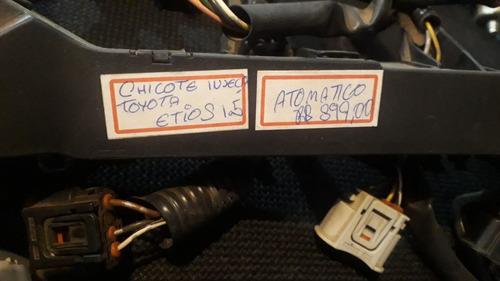 CHICOTE INJEÇ
TOYOTA
ETIOS 1.5
ATOMATICO
R$ 899,00